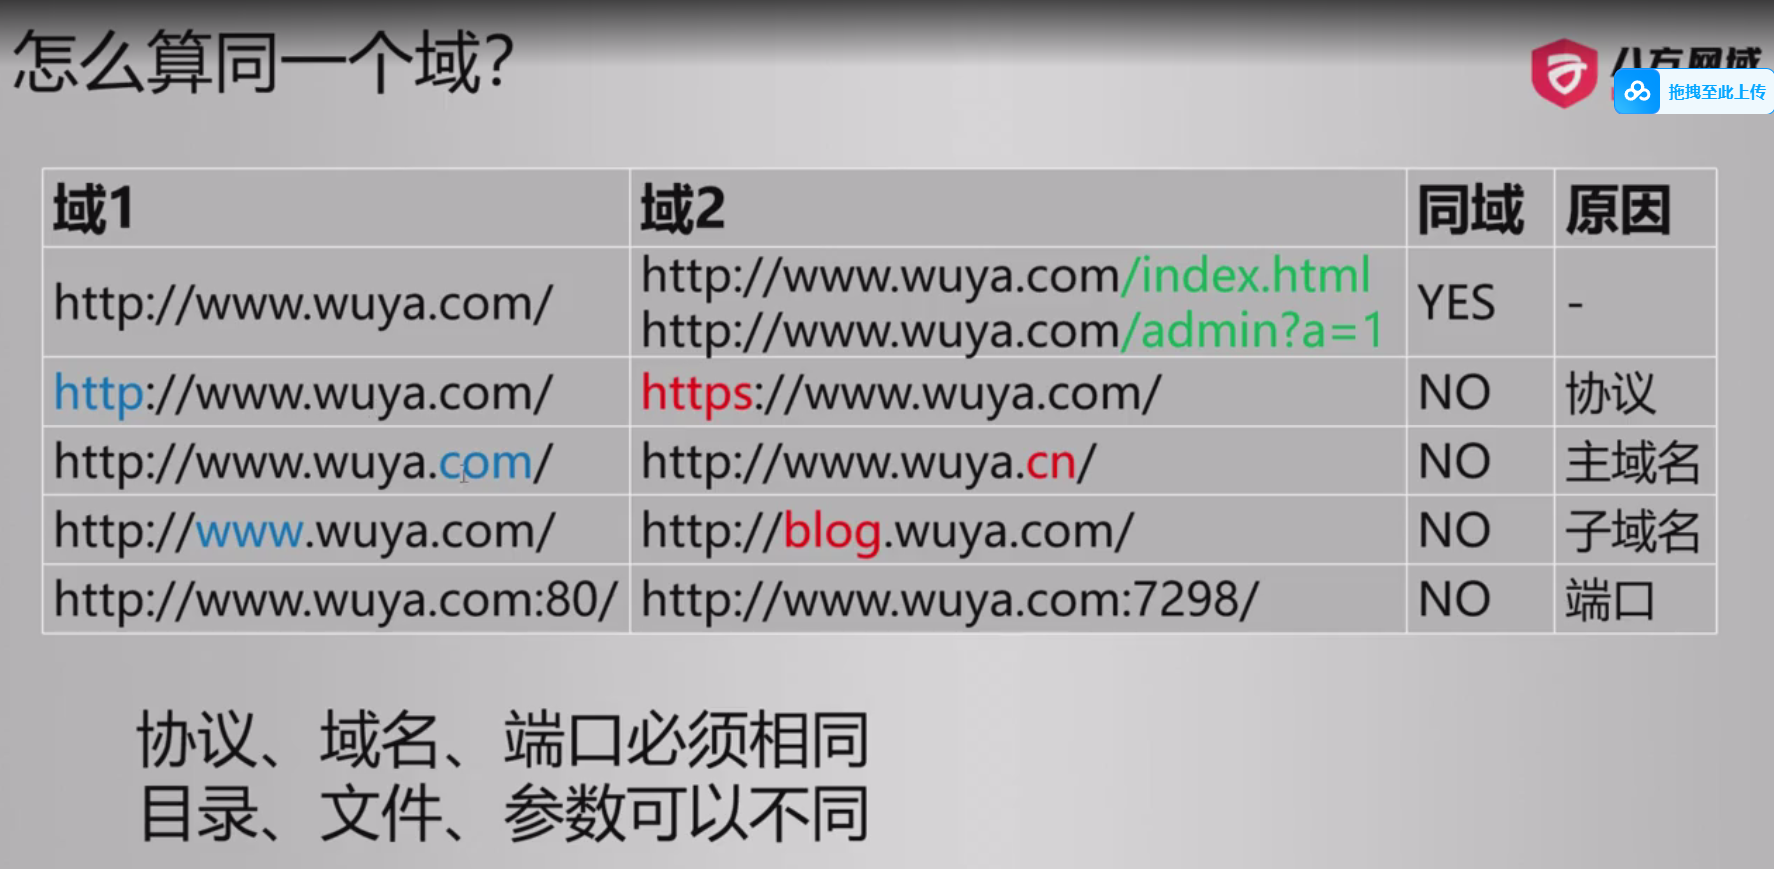 怎么算同一个域?
八方网域
拖拽至此上传
域1 域2 同域 原因
http://www.wuya.com/ http://www.wuya.com/index.html YES -
http://www.wuya.com/admin?a=1
http://www.wuya.com/ https://www.wuya.com/ NO 协议
http://www.wuya.com/ http://www.wuya.cn/ NO 主域名
http://www.wuya.com/ http://blog.wuya.com/ NO 子域名
http://www.wuya.com:80/ http://www.wuya.com:7298/ NO 端口
协议、域名、端口必须相同
目录、文件、参数可以不同